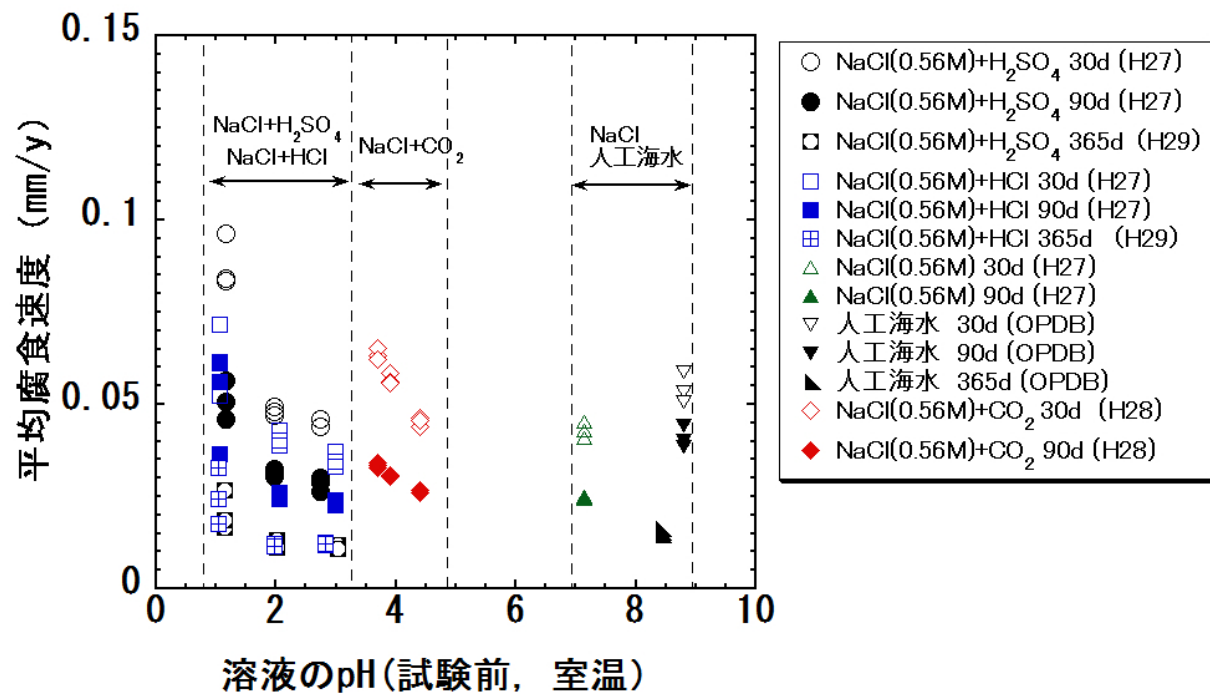 0.15
0.1
0.05
0
平均腐食速度 (mm/y)
NaCl+H₂SO₄
NaCl+HCl
NaCl+CO₂
NaCl
人工海水
0 2 4 6 8 10
溶液のpH(試験前, 室温)
NaCl(0.56M)+H₂SO₄ 30d (H27)
NaCl(0.56M)+H₂SO₄ 90d (H27)
NaCl(0.56M)+H₂SO₄ 365d (H29)
NaCl(0.56M)+HCl 30d (H27)
NaCl(0.56M)+HCl 90d (H27)
NaCl(0.56M)+HCl 365d (H29)
NaCl(0.56M) 30d (H27)
NaCl(0.56M) 90d (H27)
人工海水 30d (OPDB)
人工海水 90d (OPDB)
人工海水 365d (OPDB)
NaCl(0.56M)+CO₂ 30d (H28)
NaCl(0.56M)+CO₂ 90d (H28)